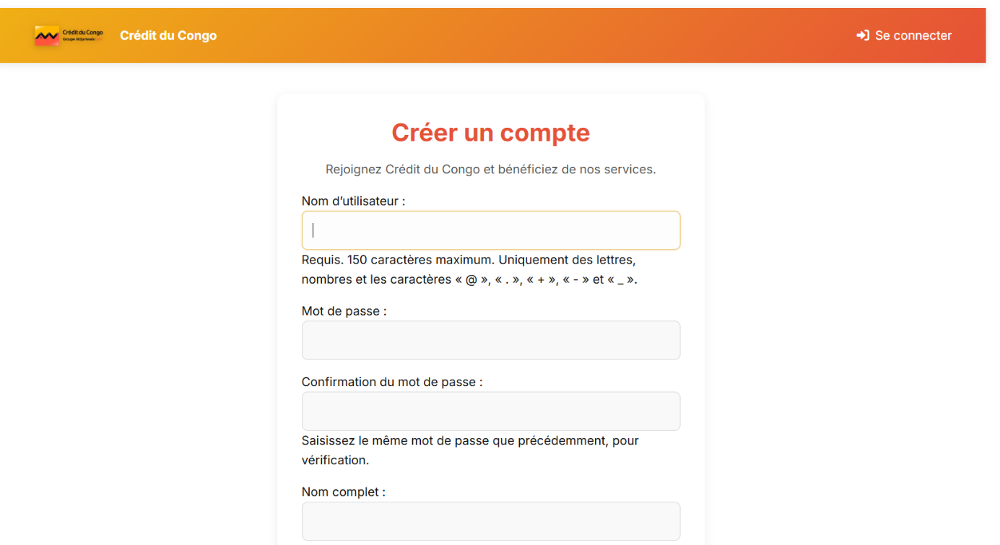 Crédit du Congo
Groupe Attijariwafa
Crédit du Congo
Se connecter
Créer un compte
Rejoignez Crédit du Congo et bénéficiez de nos services.
Nom d’utilisateur :
Requis. 150 caractères maximum. Uniquement des lettres,
nombres et les caractères « @ », « . », « + », « - » et « _ ».
Mot de passe :
Confirmation du mot de passe :
Saisissez le même mot de passe que précédemment, pour
vérification.
Nom complet :